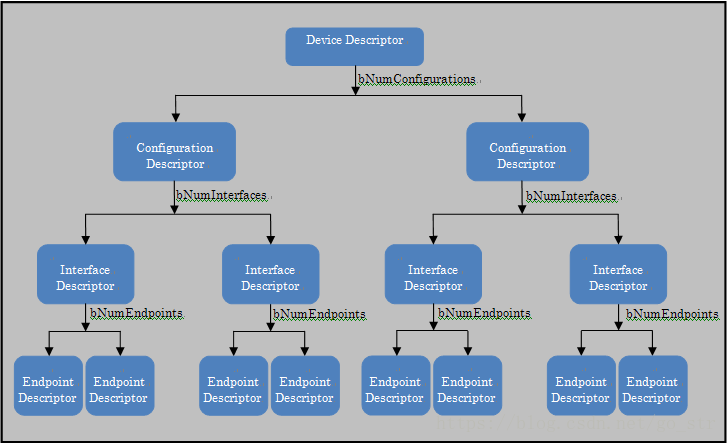 Device Descriptor
bNumConfigurations
Configuration
Descriptor
Configuration
Descriptor
bNumInterfaces
bNumInterfaces
Interface
Descriptor
Interface
Descriptor
Interface
Descriptor
Interface
Descriptor
bNumEndpoints
bNumEndpoints
bNumEndpoints
bNumEndpoints
Endpoint
Descriptor
Endpoint
Descriptor
Endpoint
Descriptor
Endpoint
Descriptor
Endpoint
Descriptor
Endpoint
Descriptor
Endpoint
Descriptor
Endpoint
Descriptor